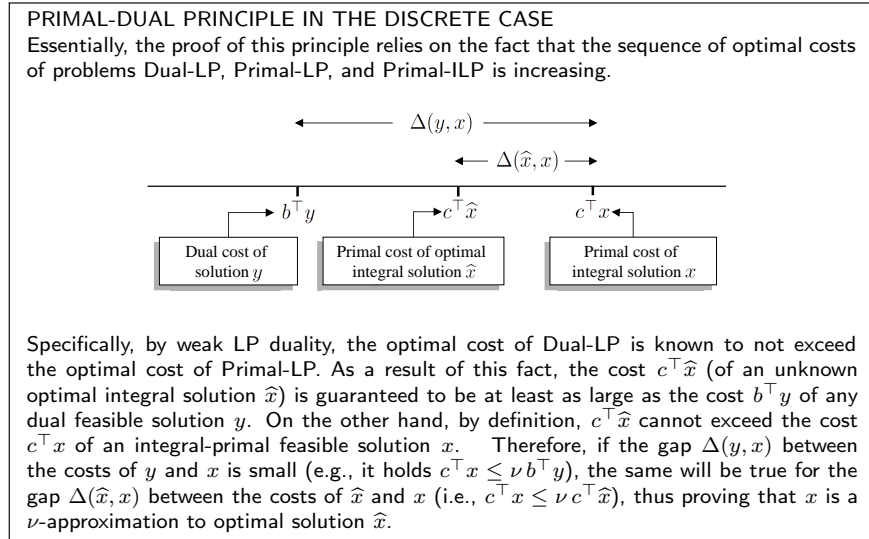 PRIMAL-DUAL PRINCIPLE IN THE DISCRETE CASE
Essentially, the proof of this principle relies on the fact that the sequence of optimal costs
of problems Dual-LP, Primal-LP, and Primal-ILP is increasing.
Δ(y, x)
Δ(x̂, x)
b⊤y c⊤x̂ c⊤x
Dual cost of
solution y
Primal cost of optimal
integral solution x̂
Primal cost of
integral solution x
Specifically, by weak LP duality, the optimal cost of Dual-LP is known to not exceed
the optimal cost of Primal-LP. As a result of this fact, the cost c⊤x̂ (of an unknown
optimal integral solution x̂) is guaranteed to be at least as large as the cost b⊤y of any
dual feasible solution y. On the other hand, by definition, c⊤x̂ cannot exceed the cost
c⊤x of an integral-primal feasible solution x. Therefore, if the gap Δ(y, x) between
the costs of y and x is small (e.g., it holds c⊤x ≤ ν b⊤y), the same will be true for the
gap Δ(x̂, x) between the costs of x̂ and x (i.e., c⊤x ≤ ν c⊤x̂), thus proving that x is a
ν-approximation to optimal solution x̂.